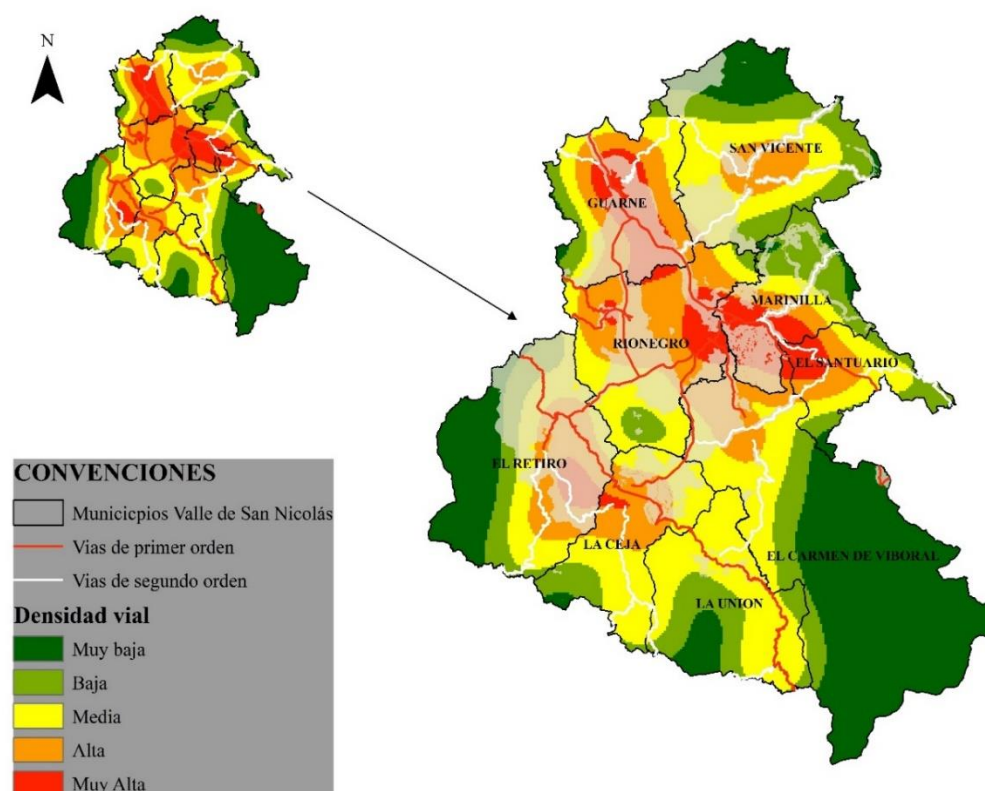 N
SAN VICENTE
GUARNE
MARINILLA
RIONEGRO
EL SANTUARIO
EL RETIRO
LA CEJA
EL CARMEN DE VIBORAL
LA UNION
CONVENCIONES
Municicpios Valle de San Nicolás
Vias de primer orden
Vias de segundo orden
Densidad vial
Muy baja
Baja
Media
Alta
Muy Alta